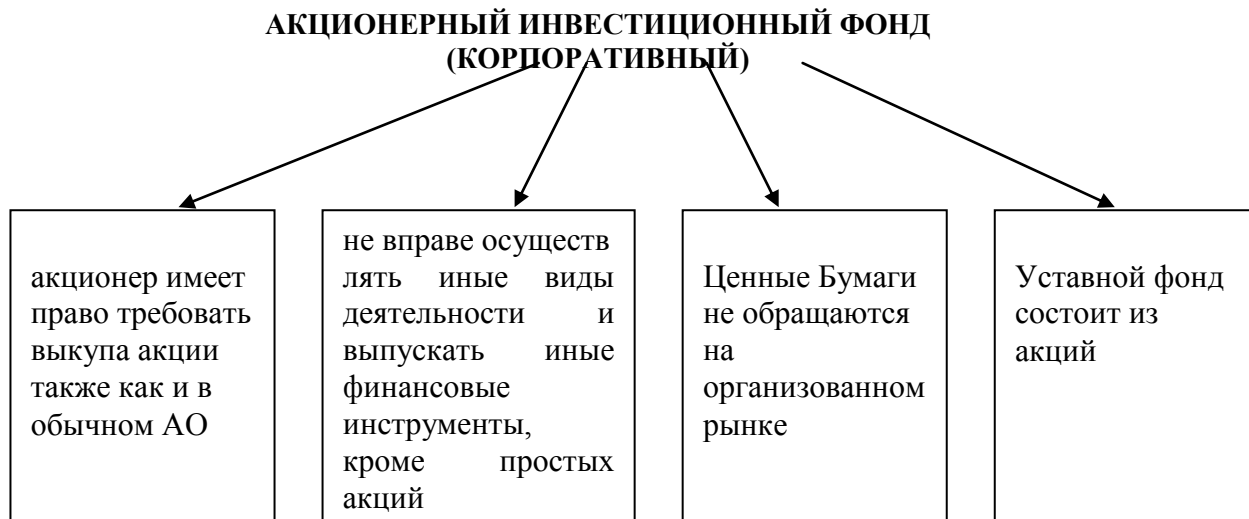 АКЦИОНЕРНЫЙ ИНВЕСТИЦИОННЫЙ ФОНД
(КОРПОРАТИВНЫЙ)
акционер имеет
право требовать
выкупа акции
также как и в
обычном АО
не вправе осуществ
лять иные виды
деятельности и
выпускать иные
финансовые
инструменты,
кроме простых
акций
Ценные Бумаги
не обращаются
на
организованном
рынке
Уставной фонд
состоит из
акций